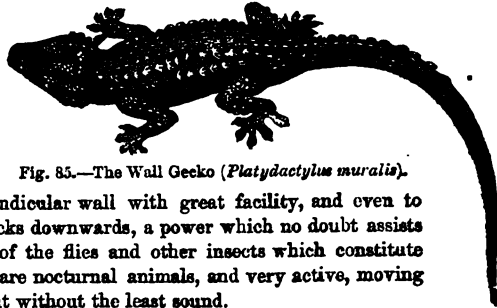 Fig. 85.—The Wall Gecko (Platydactylus muralis).
ndicular wall with great facility, and even to
cks downwards, a power which no doubt assists
of the flies and other insects which constitute
are nocturnal animals, and very active, moving
t without the least sound.